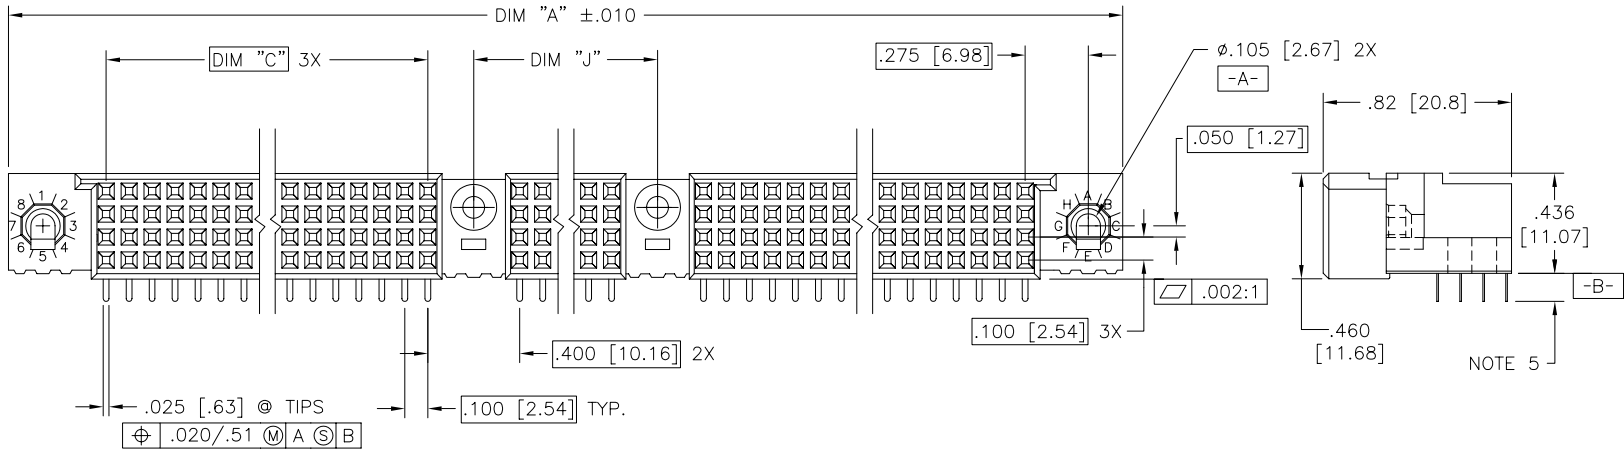 DIM "A" ±.010
DIM "C" 3X
DIM "J"
.275 [6.98]
ø.105 [2.67] 2X
-A-
.82 [20.8]
.050 [1.27]
1
2
3
4
5
6
7
8
A
B
C
D
E
F
G
H
.436
[11.07]
-B-
.002:1
.100 [2.54] 3X
.460
[11.68]
NOTE 5
.400 [10.16] 2X
.025 [.63] @ TIPS
.100 [2.54] TYP.
⌖ .020/.51 Ⓜ A Ⓢ B